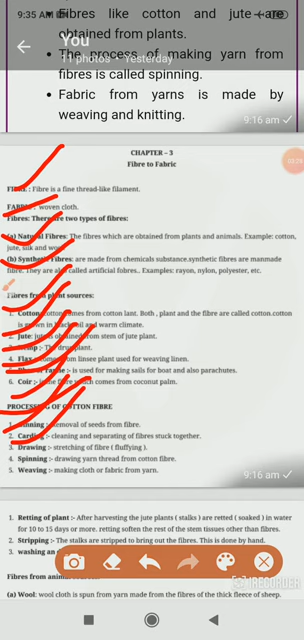 9:35 AM
You
11 photos · Yesterday
• Fibres like cotton and jute are obtained from plants.
• The process of making yarn from fibres is called spinning.
• Fabric from yarns is made by weaving and knitting.
9:16 am
CHAPTER – 3
Fibre to Fabric
03:29
: Fibre is a fine thread-like filament.
FABRIC : woven cloth.
Fibres: There are two types of fibres:
(a) Natural Fibres: The fibres which are obtained from plants and animals. Example: cotton,
jute, silk and
(b) Synthetic Fibres: are made from chemicals substance.synthetic fibres are manmade
fibre. They are also called artificial fobres.. Examples: rayon, nylon, polyester, etc.
Fibres from plant sources:
1. Cotton comes from cotton lant. Both , plant and the fibre are called cotton.cotton
is grown in soil and warm climate.
2. Jute: jute is obtained from stem of jute plant.
3. :- The plant.
4. Flax from linsee plant used for weaving linen.
5. :- is used for making sails for boat and also parachutes.
6. Coir :- is the fibre which comes from coconut palm.
PROCESSING OF COTTON FIBRE
1. :- Removal of seeds from fibre.
2. Carding :- cleaning and separating of fibres stuck together.
3. Drawing :- stretching of fibre ( fluffying ).
4. Spinning :- drawing yarn thread from cotton fibre.
5. Weaving :- making cloth or fabric from yarn.
9:16 am
1. Retting of plant :- After harvesting the jute plants ( stalks ) are retted ( soaked ) in water
for 10 to 15 days or more. retting soften the rest of the stem tissues other than fibres.
2. Stripping :- The stalks are stripped to bring out the fibres. This is done by hand.
3. washing an
Fibres from
(a) Wool: wool cloth is spun from yarn made from the fibres of the thick fleece of sheep.
RECORDER